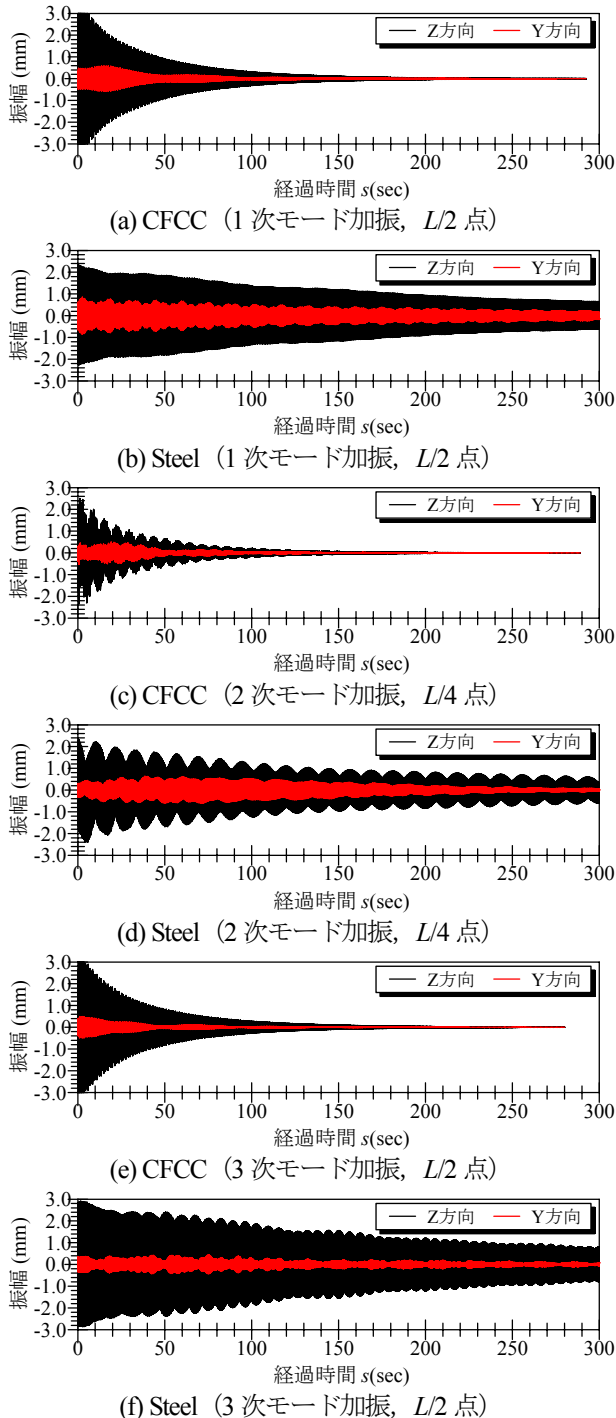 3.0
2.0
1.0
0.0
-1.0
-2.0
-3.0
振幅 (mm)
Z方向 Y方向
0 50 100 150 200 250 300
経過時間 s(sec)
(a) CFCC（1 次モード加振，L/2 点）
3.0
2.0
1.0
0.0
-1.0
-2.0
-3.0
振幅 (mm)
Z方向 Y方向
0 50 100 150 200 250 300
経過時間 s(sec)
(b) Steel（1 次モード加振，L/2 点）
3.0
2.0
1.0
0.0
-1.0
-2.0
-3.0
振幅 (mm)
Z方向 Y方向
0 50 100 150 200 250 300
経過時間 s(sec)
(c) CFCC（2 次モード加振，L/4 点）
3.0
2.0
1.0
0.0
-1.0
-2.0
-3.0
振幅 (mm)
Z方向 Y方向
0 50 100 150 200 250 300
経過時間 s(sec)
(d) Steel（2 次モード加振，L/4 点）
3.0
2.0
1.0
0.0
-1.0
-2.0
-3.0
振幅 (mm)
Z方向 Y方向
0 50 100 150 200 250 300
経過時間 s(sec)
(e) CFCC（3 次モード加振，L/2 点）
3.0
2.0
1.0
0.0
-1.0
-2.0
-3.0
振幅 (mm)
Z方向 Y方向
0 50 100 150 200 250 300
経過時間 s(sec)
(f) Steel（3 次モード加振，L/2 点）